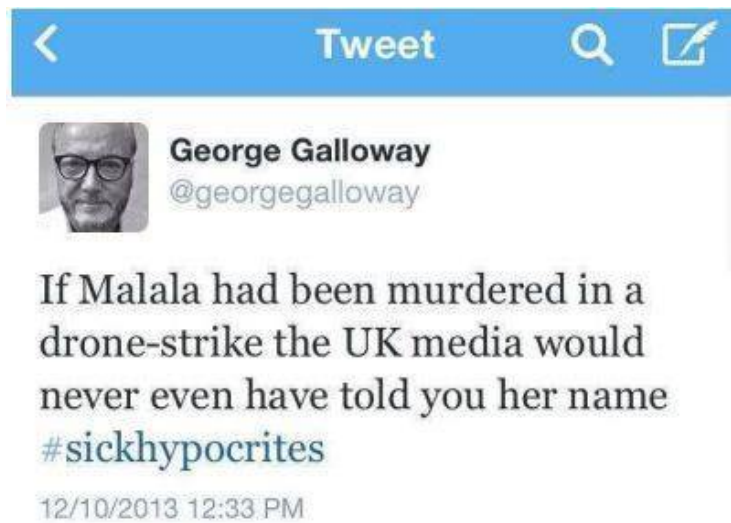 Tweet
George Galloway
@georgegalloway
If Malala had been murdered in a
drone-strike the UK media would
never even have told you her name
#sickhypocrites
12/10/2013 12:33 PM